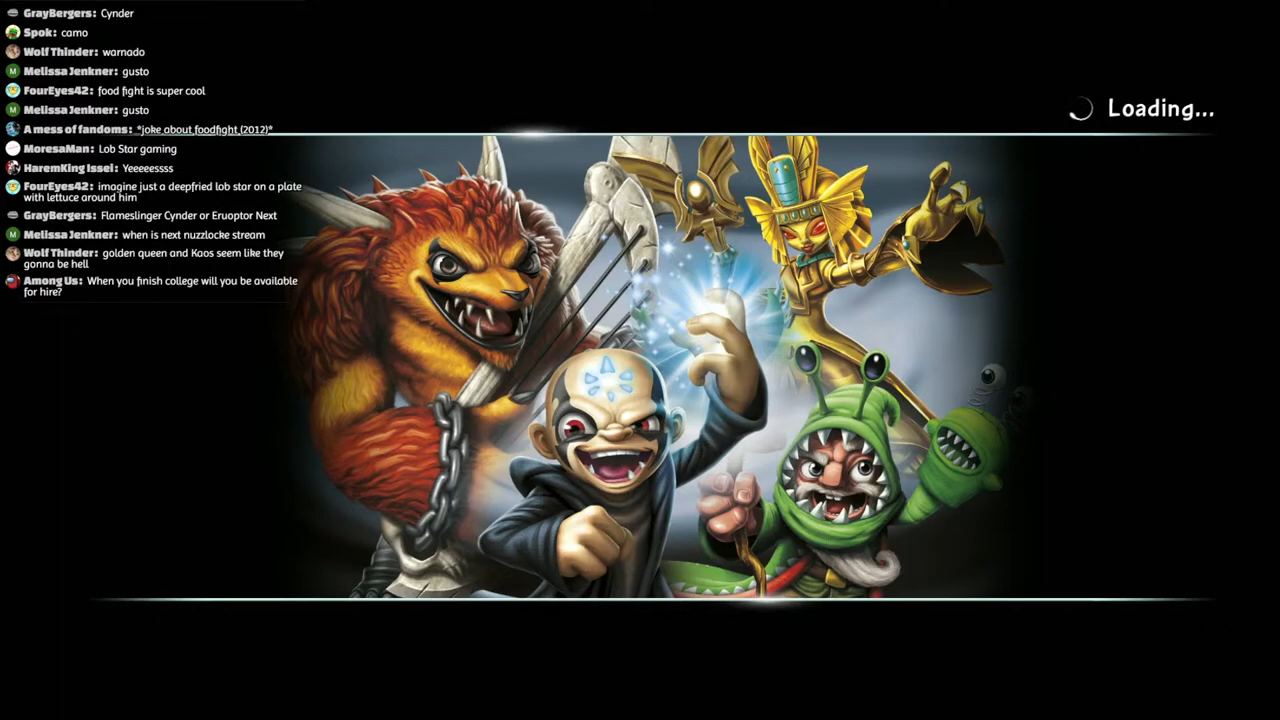 GrayBergers: Cynder
Spok: camo
Wolf Thinder: warnado
M Melissa Jenkner: gusto
FourEyes42: food fight is super cool
M Melissa Jenkner: gusto
A mess of fandoms: *joke about foodfight (2012)*
MoresaMan: Lob Star gaming
HaremKing Issei: Yeeeeessss
FourEyes42: imagine just a deepfried lob star on a plate
with lettuce around him
GrayBergers: Flameslinger Cynder or Eruoptor Next
M Melissa Jenkner: when is next nuzzlocke stream
Wolf Thinder: golden queen and Kaos seem like they
gonna be hell
Among Us: When you finish college will you be available
for hire?
Loading...